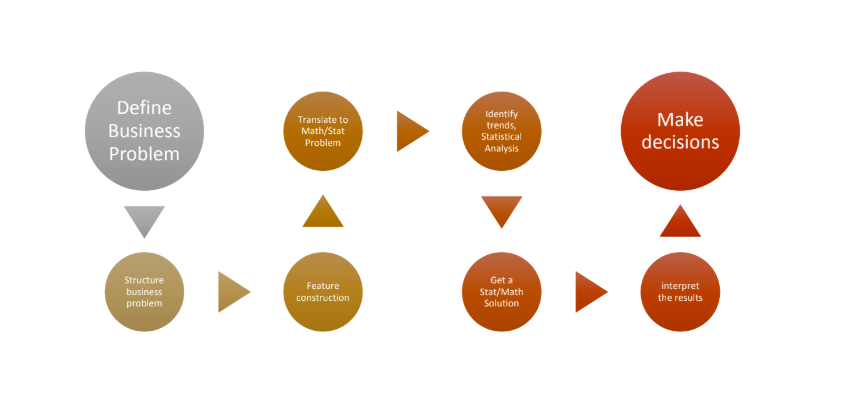 Define
Business
Problem
Structure
business
problem
Feature
construction
Translate to
Math/Stat
Problem
Identify
trends,
Statistical
Analysis
Get a
Stat/Math
Solution
interpret
the results
Make
decisions